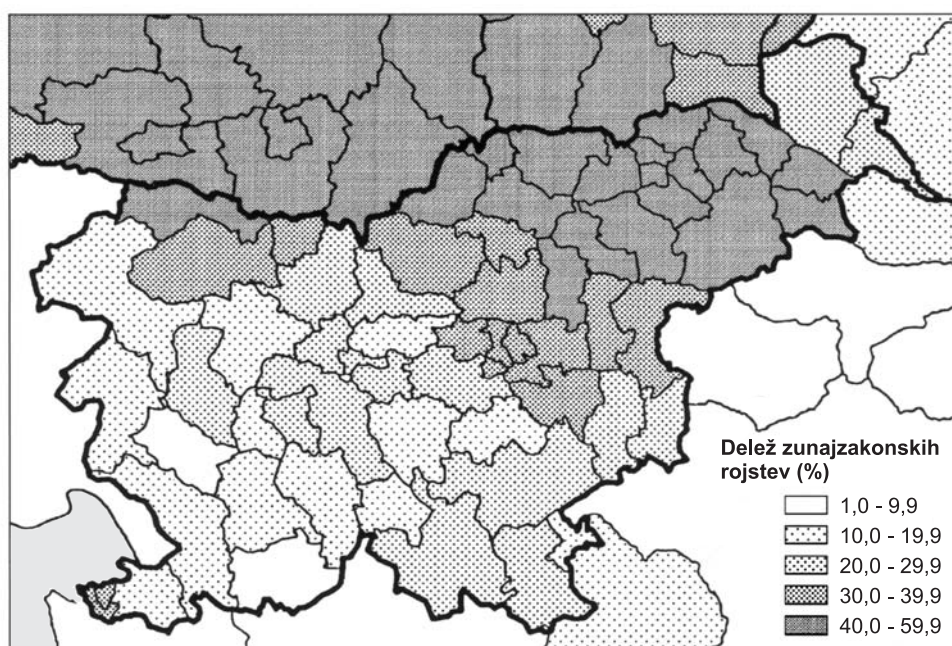 Delež zunajzakonskih
rojstev (%)
1,0 - 9,9
10,0 - 19,9
20,0 - 29,9
30,0 - 39,9
40,0 - 59,9